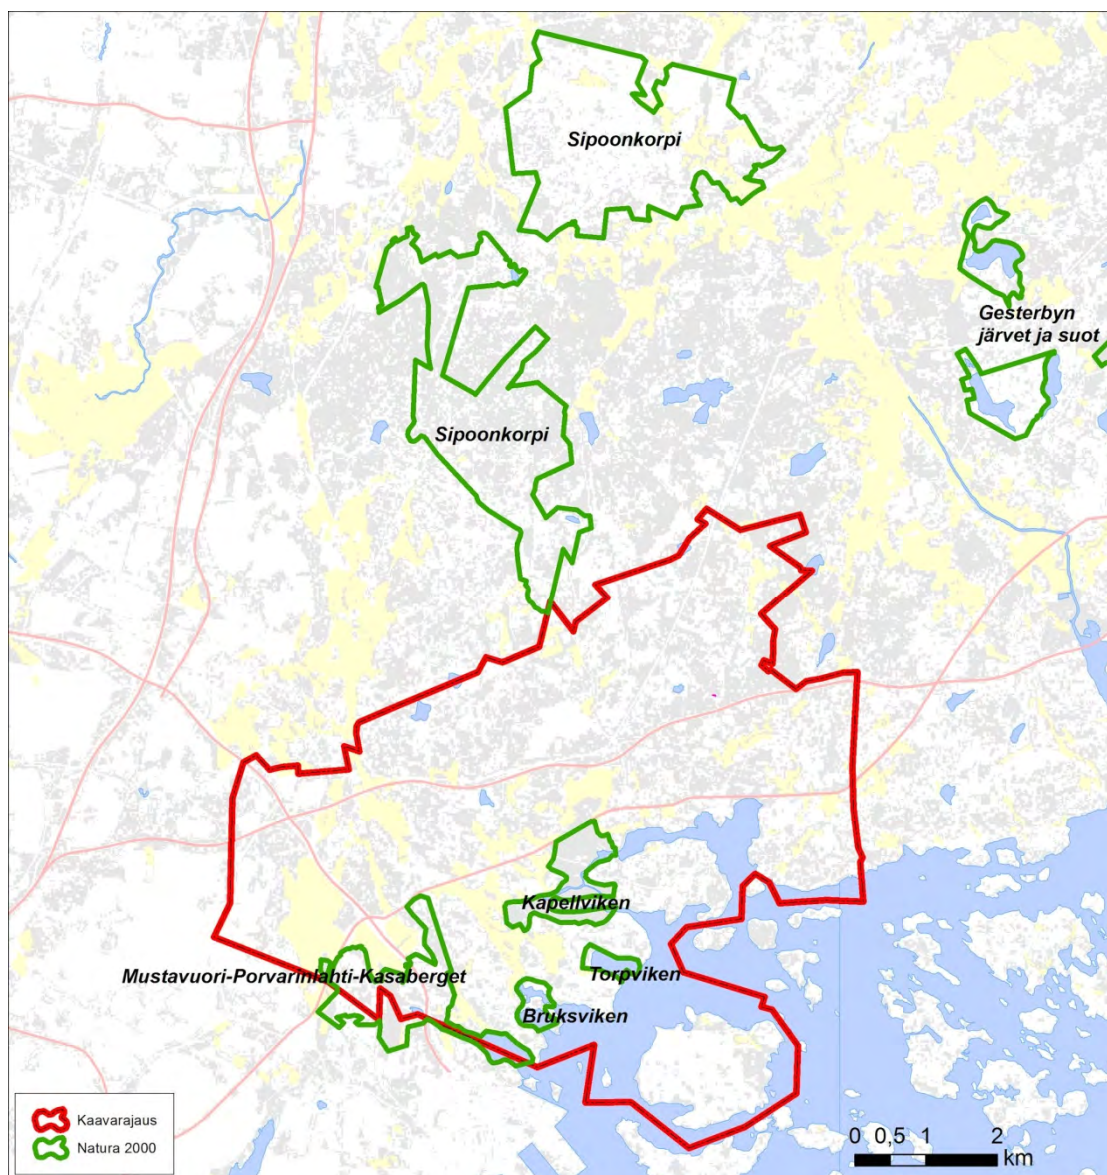 Sipoonkorpi
Gesterbyn
järvet ja suot
Sipoonkorpi
Kapellviken
Mustavuori-Porvarinlahti-Kasaberget
Torpviken
Bruksviken
Kaavarajaus
Natura 2000
0 0,5 1 2
km